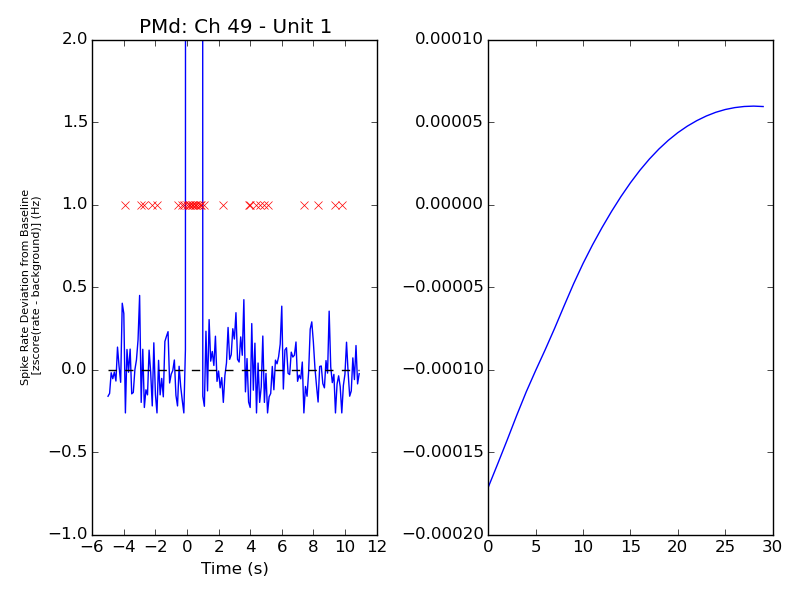 PMd: Ch 49 - Unit 1
2.0
1.5
1.0
0.5
0.0
−0.5
−1.0
Spike Rate Deviation from Baseline
[zscore(rate - background)] (Hz)
−6 −4 −2 0 2 4 6 8 10 12
Time (s)
0.00010
0.00005
0.00000
−0.00005
−0.00010
−0.00015
−0.00020
0 5 10 15 20 25 30